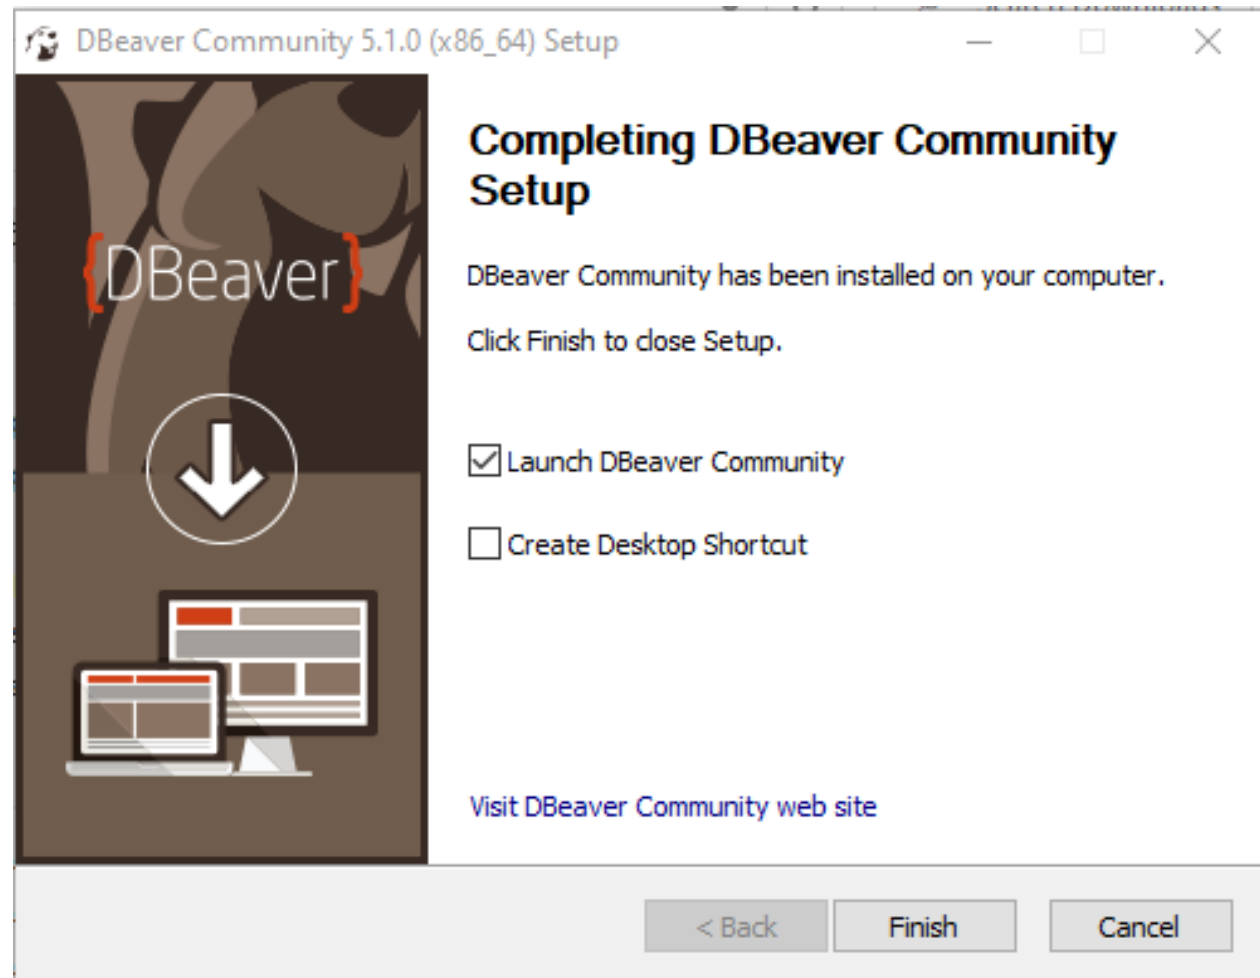 DBeaver Community 5.1.0 (x86_64) Setup
Completing DBeaver Community
Setup
{DBeaver}
DBeaver Community has been installed on your computer.
Click Finish to close Setup.
Launch DBeaver Community
Create Desktop Shortcut
Visit DBeaver Community web site
< Back
Finish
Cancel